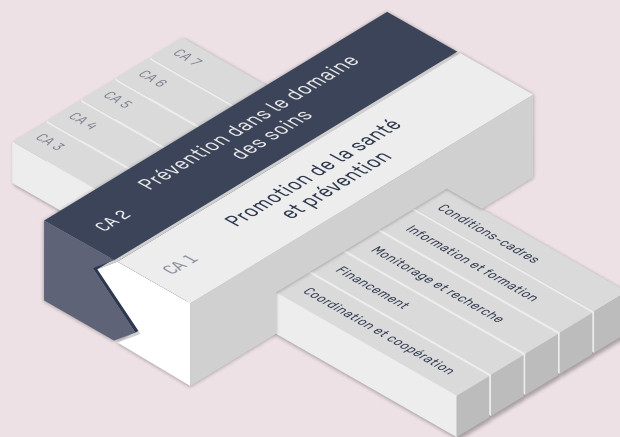 CA 7
CA 6
CA 5
CA 4
CA 3
CA 2
Prévention dans le domaine
des soins
CA 1
Promotion de la santé
et prévention
Conditions-cadres
Information et formation
Monitorage et recherche
Financement
Coordination et coopération